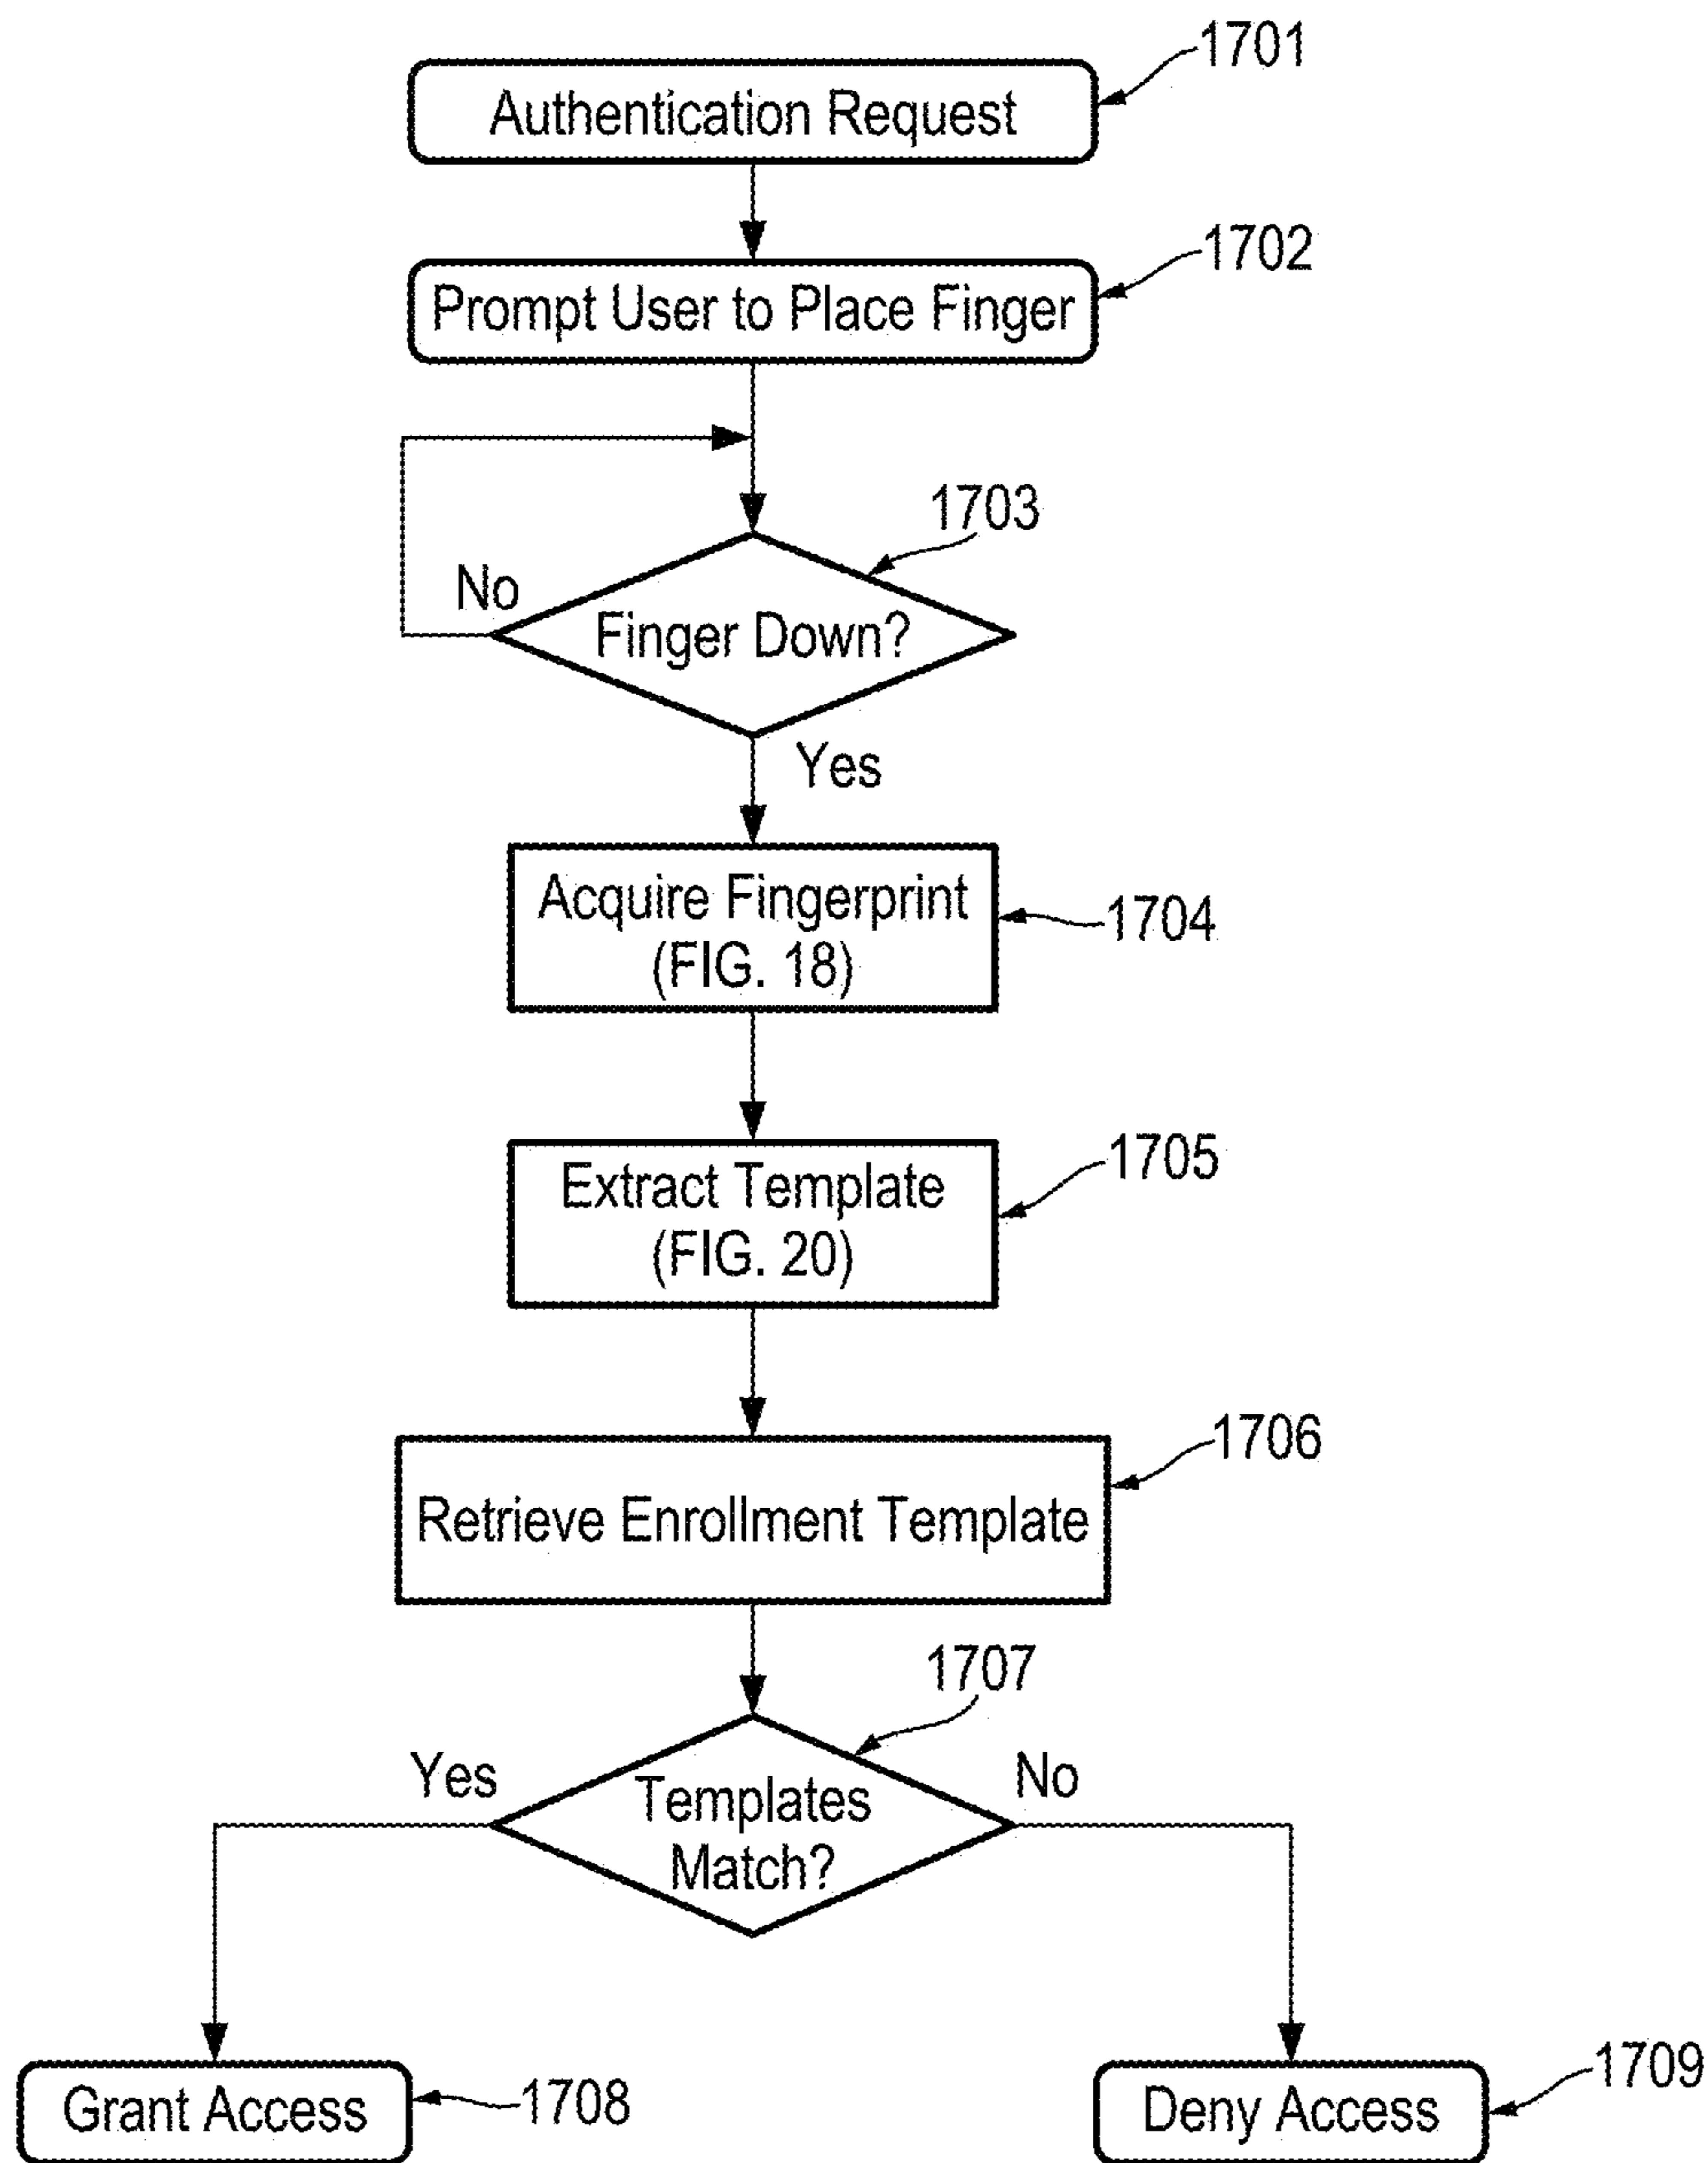 1701
Authentication Request
1702
Prompt User to Place Finger
1703
No
Finger Down?
Yes
Acquire Fingerprint
(FIG. 18)
1704
Extract Template
(FIG. 20)
1705
1706
Retrieve Enrollment Template
1707
Yes
No
Templates
Match?
Grant Access
1708
Deny Access
1709